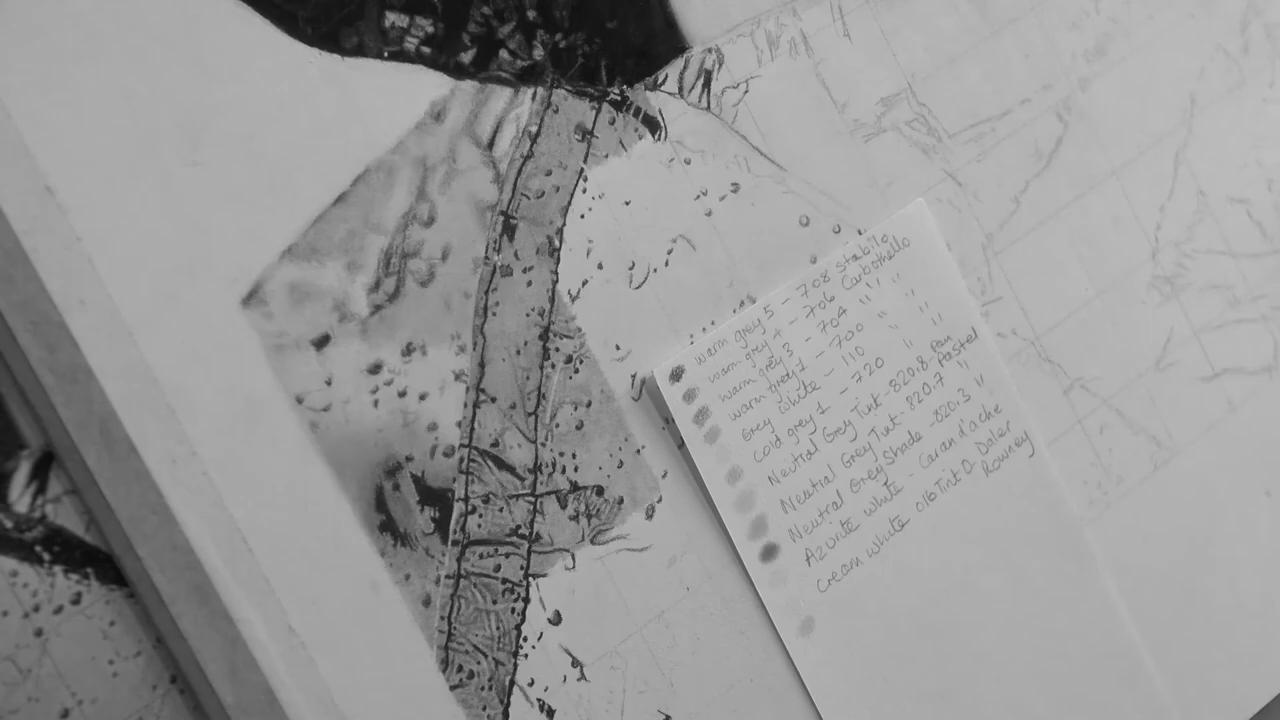 warm grey 5 - 708 Stabilo
warm grey 4 - 706 Carbothello
warm grey 3 - 704 " "
warm grey 1 - 700 " "
Grey white - 110 " "
Cold grey 1 - 720 " "
Neutral Grey Tint - 820.8 - Pan Pastel
Neutral Grey Tint - 820.7 "
Neutral Grey Shade - 820.3 "
Azurite white - Caran d'ache
Cream white 01b Tint 0 Daler Rowney